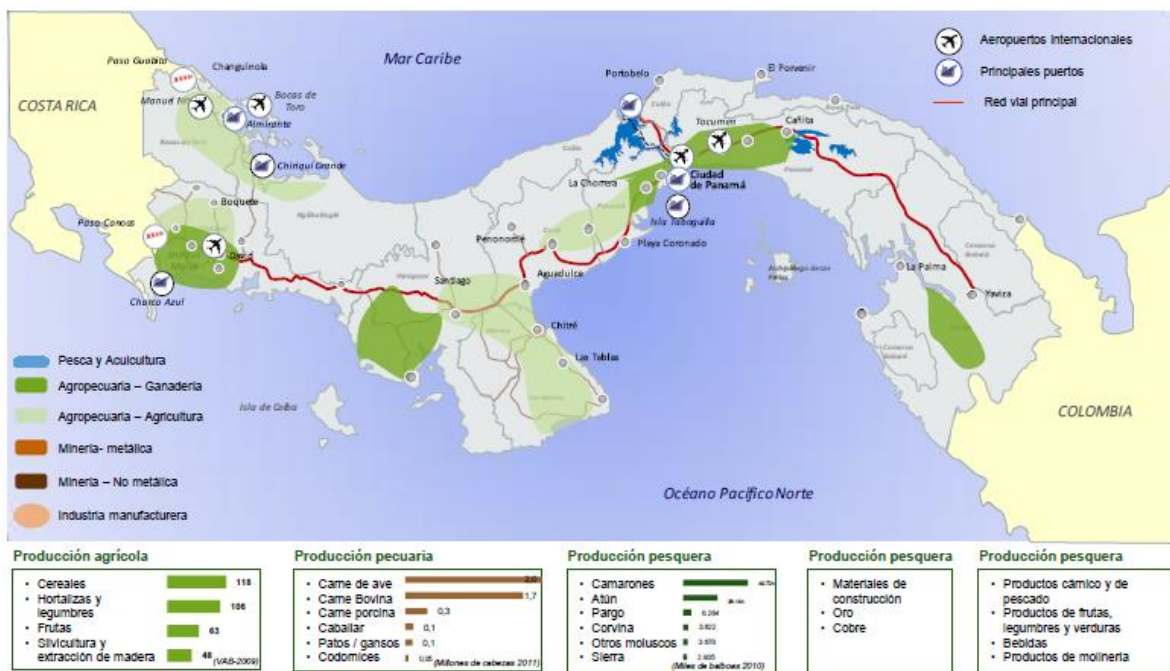 Mar Caribe
Aeropuertos Internacionales
Principales puertos
Red vial principal
COSTA RICA
COLOMBIA
Océano Pacífico Norte
Paso Guabito
Changuinola
Bocas de
Toro
Almirante
Chiriquí Grande
Boquete
Paso Canoas
David
Charco Azul
Santiago
Penonomé
Aguadulce
Chitré
Las Tablas
Isla de Coiba
Portobelo
El Porvenir
Colón
Tocumen
Cañita
La Chorrera
Ciudad
de Panamá
Isla Taboguilla
Playa Coronado
La Palma
Yaviza
Pesca y Acuicultura
Agropecuaria – Ganadería
Agropecuaria – Agricultura
Minería- metálica
Minería – No metálica
Industria manufacturera
Producción agrícola
• Cereales 118
• Hortalizas y
legumbres 106
• Frutas 63
• Silvicultura y
extracción de madera 48
(VAB-2009)
Producción pecuaria
• Carne de ave 2,0
• Carne Bovina 1,7
• Carne porcina 0,3
• Caballar 0,1
• Patos / gansos 0,1
• Codornices 0,05
(Millones de cabezas 2011)
Producción pesquera
• Camarones
• Atún
• Pargo
• Corvina
• Otros moluscos
• Sierra
(Miles de balboas 2010)
Producción pesquera
• Materiales de
construcción
• Oro
• Cobre
Producción pesquera
• Productos cárnico y de
pescado
• Productos de frutas,
legumbres y verduras
• Bebidas
• Productos de molinería